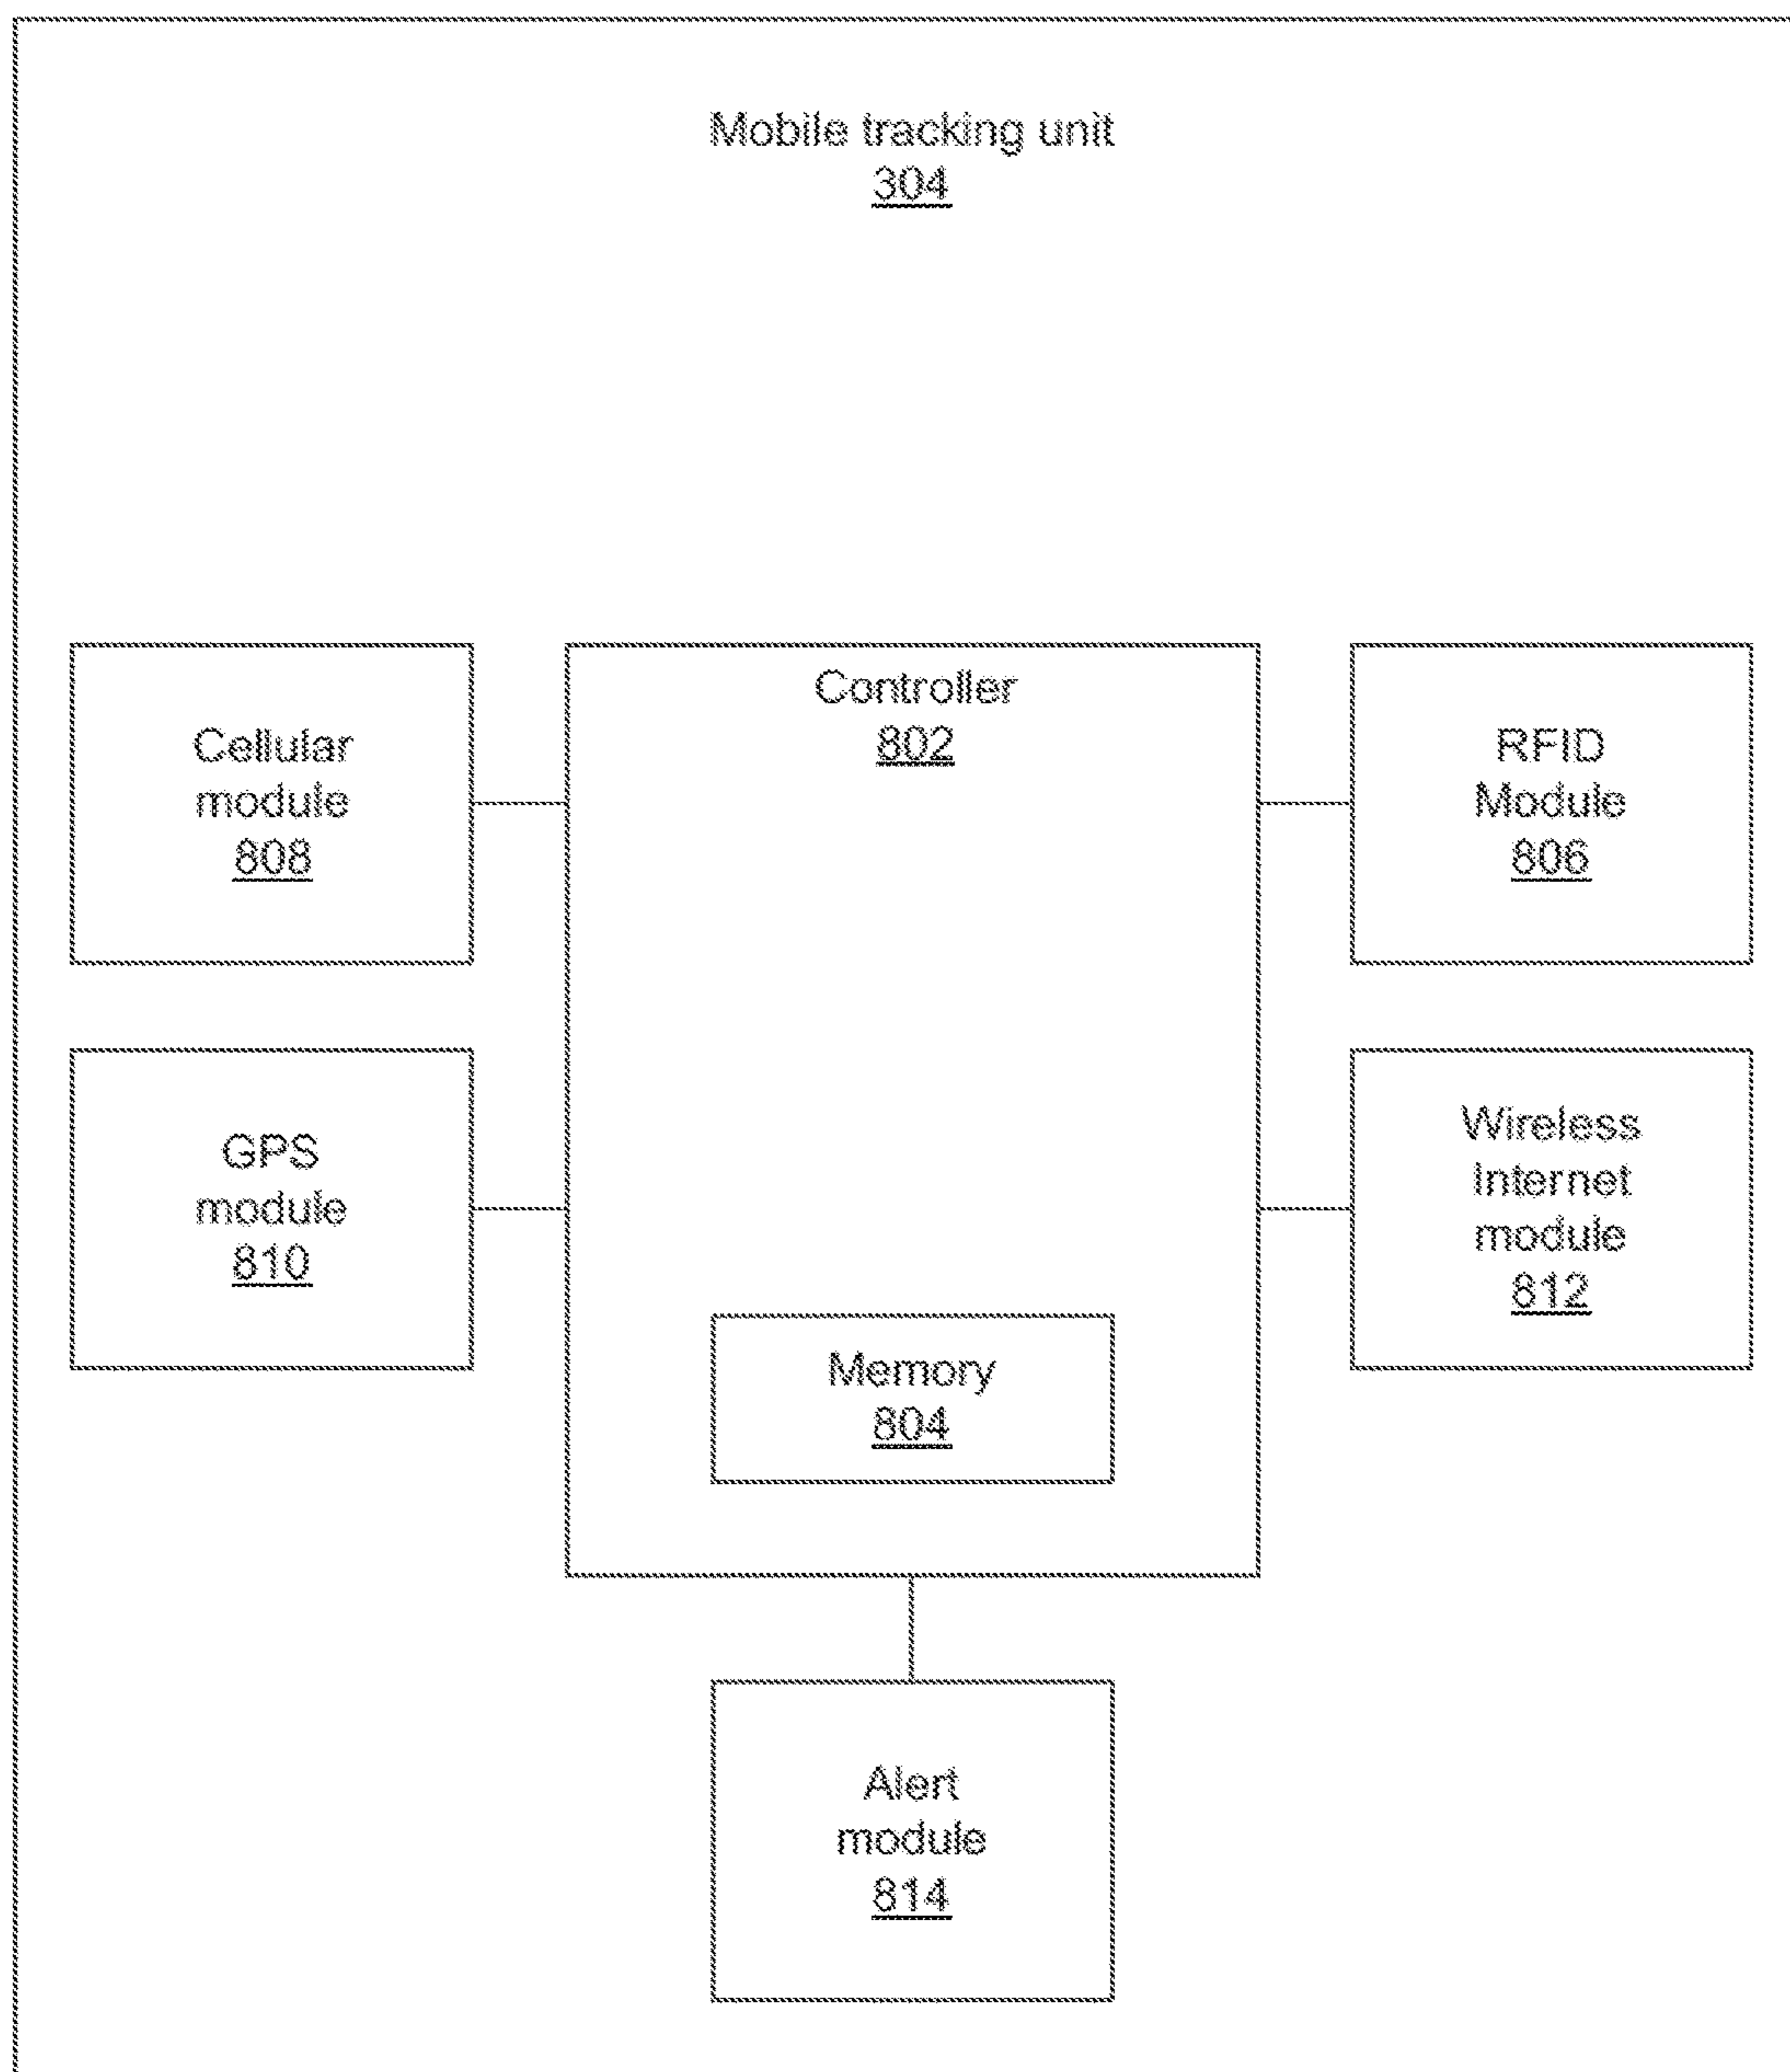 Mobile tracking unit
304
Cellular
module
808
Controller
802
RFID
Module
806
GPS
module
810
Wireless
Internet
module
812
Memory
804
Alert
module
814